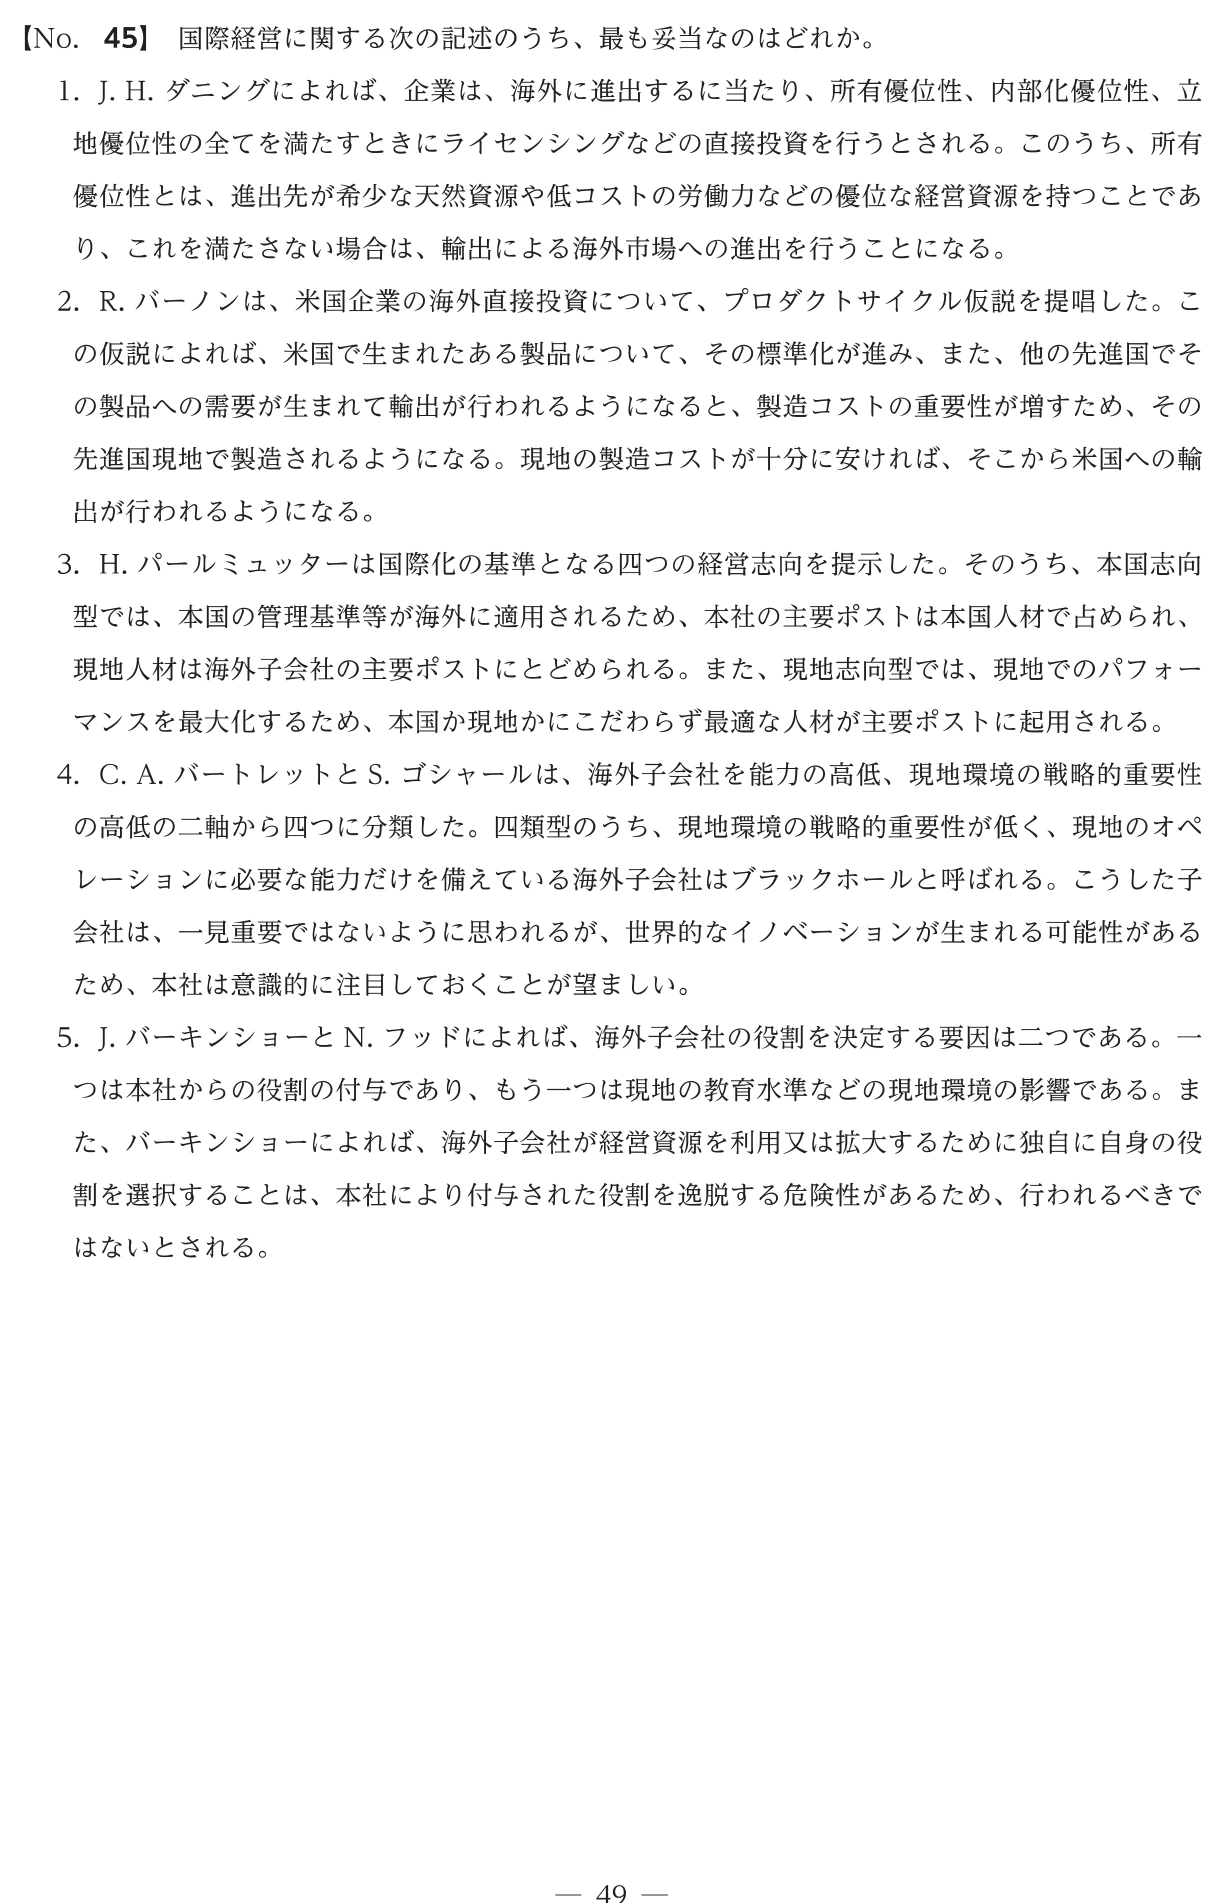 【No. 45】 国際経営に関する次の記述のうち、最も妥当なのはどれか。
1. J. H. ダニングによれば、企業は、海外に進出するに当たり、所有優位性、内部化優位性、立
地優位性の全てを満たすときにライセンシングなどの直接投資を行うとされる。このうち、所有
優位性とは、進出先が希少な天然資源や低コストの労働力などの優位な経営資源を持つことであ
り、これを満たさない場合は、輸出による海外市場への進出を行うことになる。
2. R. バーノンは、米国企業の海外直接投資について、プロダクトサイクル仮説を提唱した。こ
の仮説によれば、米国で生まれたある製品について、その標準化が進み、また、他の先進国でそ
の製品への需要が生まれて輸出が行われるようになると、製造コストの重要性が増すため、その
先進国現地で製造されるようになる。現地の製造コストが十分に安ければ、そこから米国への輸
出が行われるようになる。
3. H. パールミュッターは国際化の基準となる四つの経営志向を提示した。そのうち、本国志向
型では、本国の管理基準等が海外に適用されるため、本社の主要ポストは本国人材で占められ、
現地人材は海外子会社の主要ポストにとどめられる。また、現地志向型では、現地でのパフォー
マンスを最大化するため、本国か現地かにこだわらず最適な人材が主要ポストに起用される。
4. C. A. バートレットと S. ゴシャールは、海外子会社を能力の高低、現地環境の戦略的重要性
の高低の二軸から四つに分類した。四類型のうち、現地環境の戦略的重要性が低く、現地のオペ
レーションに必要な能力だけを備えている海外子会社はブラックホールと呼ばれる。こうした子
会社は、一見重要ではないように思われるが、世界的なイノベーションが生まれる可能性がある
ため、本社は意識的に注目しておくことが望ましい。
5. J. バーキンショーと N. フッドによれば、海外子会社の役割を決定する要因は二つである。一
つは本社からの役割の付与であり、もう一つは現地の教育水準などの現地環境の影響である。ま
た、バーキンショーによれば、海外子会社が経営資源を利用又は拡大するために独自に自身の役
割を選択することは、本社により付与された役割を逸脱する危険性があるため、行われるべきで
はないとされる。
— 49 —